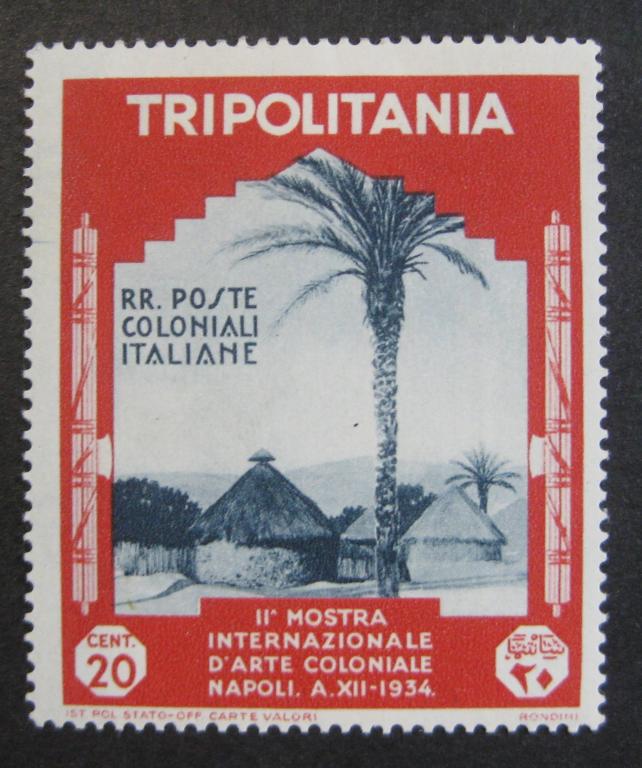 TRIPOLITANIA
RR. POSTE
COLONIALI
ITALIANE
IIª MOSTRA
INTERNAZIONALE
D'ARTE COLONIALE
NAPOLI. A.XII-1934.
CENT.
20
٢٠
IST. POL. STATO-OFF. CARTE VALORI
RONDINI